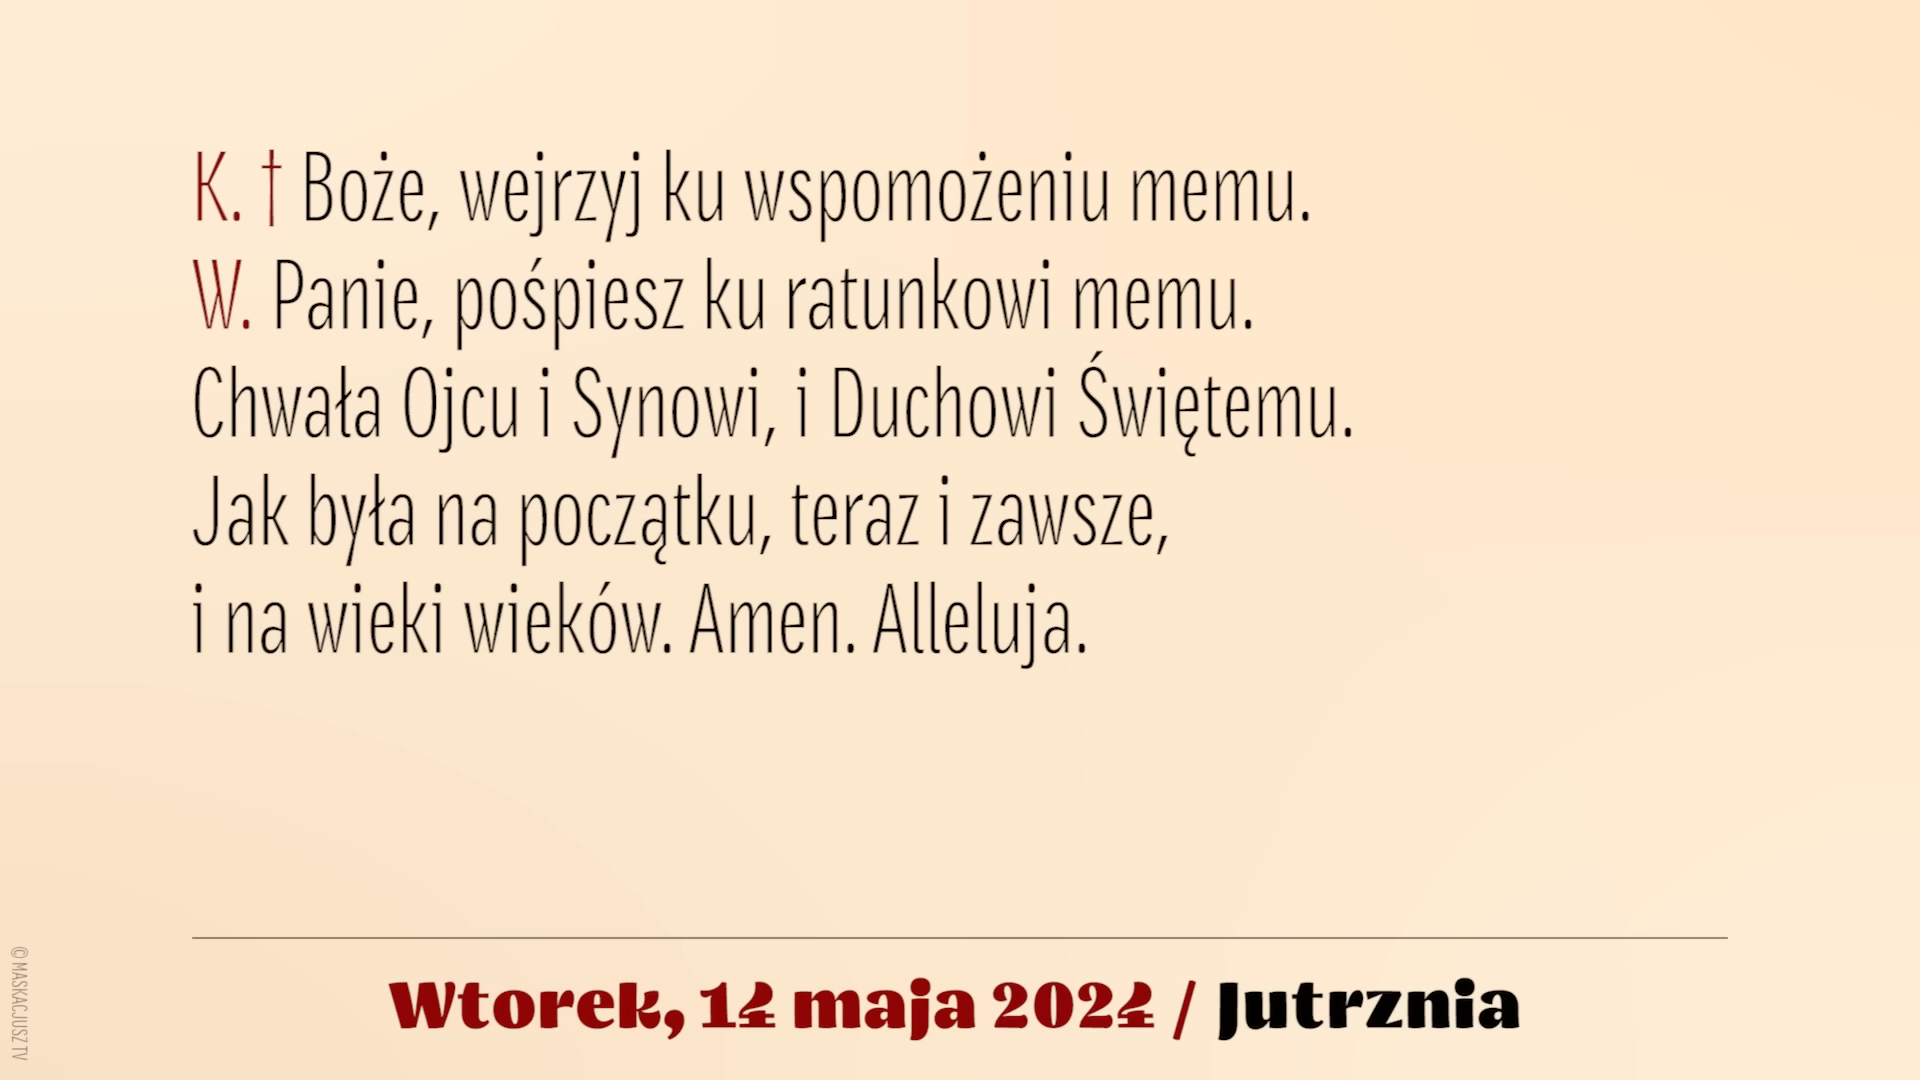 K. † Boże, wejrzyj ku wspomożeniu memu.
W. Panie, pośpiesz ku ratunkowi memu.
Chwała Ojcu i Synowi, i Duchowi Świętemu.
Jak była na początku, teraz i zawsze,
i na wieki wieków. Amen. Alleluja.
Wtorek, 14 maja 2024 / Jutrznia
© MASKACJUSZ TV